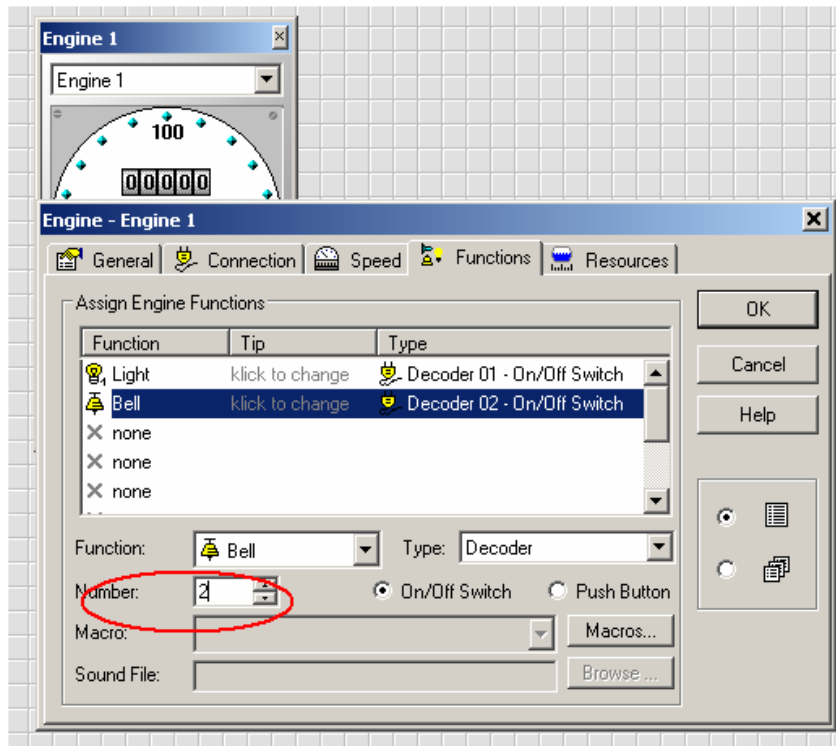 Engine 1
Engine 1
100
00000
Engine - Engine 1
General Connection Speed Functions Resources
Assign Engine Functions
OK
Function Tip Type
Light klick to change Decoder 01 - On/Off Switch
Cancel
Bell klick to change Decoder 02 - On/Off Switch
Help
none
none
none
Function: Bell Type: Decoder
Number: 2 On/Off Switch Push Button
Macro: Macros...
Sound File: Browse ...